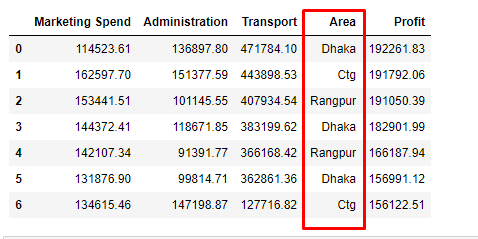 Marketing Spend Administration Transport Area Profit
0 114523.61 136897.80 471784.10 Dhaka 192261.83
1 162597.70 151377.59 443898.53 Ctg 191792.06
2 153441.51 101145.55 407934.54 Rangpur 191050.39
3 144372.41 118671.85 383199.62 Dhaka 182901.99
4 142107.34 91391.77 366168.42 Rangpur 166187.94
5 131876.90 99814.71 362861.36 Dhaka 156991.12
6 134615.46 147198.87 127716.82 Ctg 156122.51